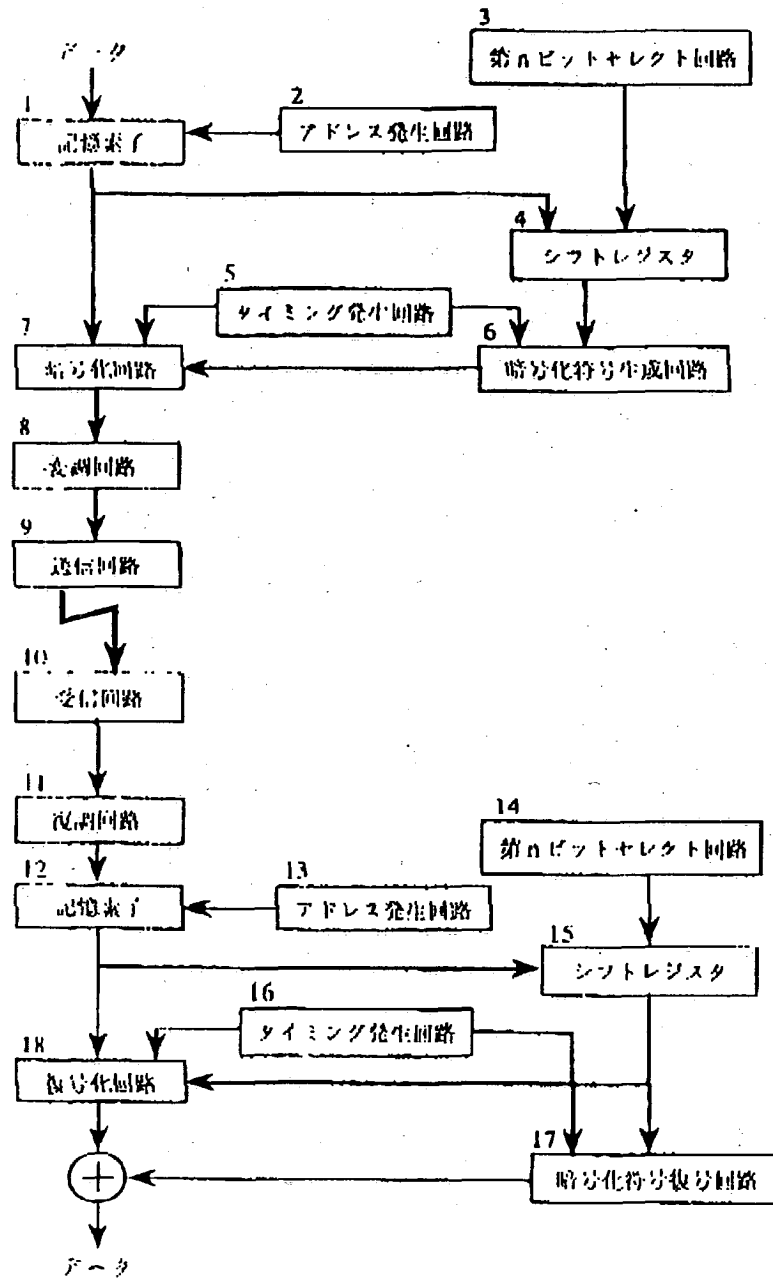 データ
3
第nビットセレクト回路
1
記憶素子
2
アドレス発生回路
4
シフトレジスタ
5
タイミング発生回路
7
暗号化回路
6
暗号化符号生成回路
8
変調回路
9
送信回路
10
受信回路
11
復調回路
14
第nビットセレクト回路
12
記憶素子
13
アドレス発生回路
15
シフトレジスタ
16
タイミング発生回路
18
復号化回路
17
暗号化符号復号回路
データ